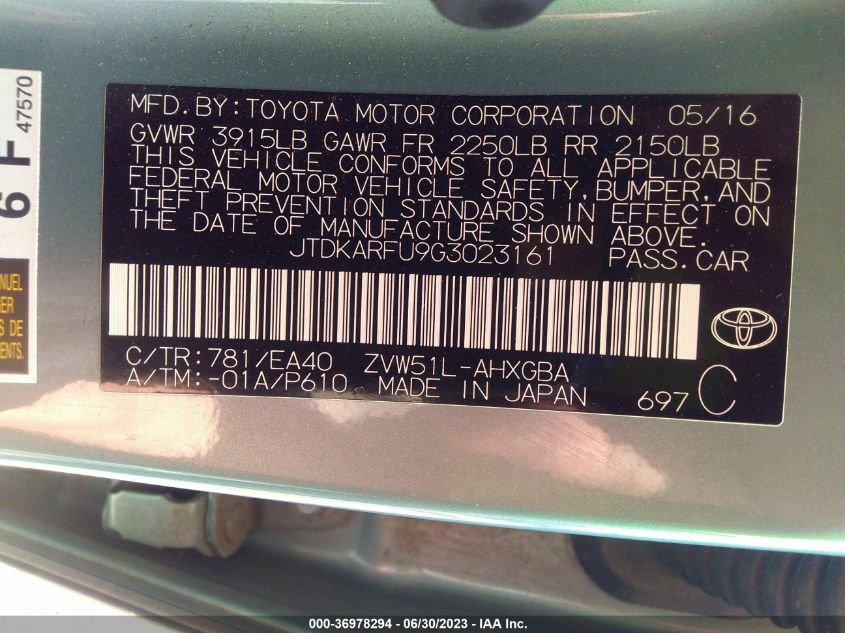 MFD.BY:TOYOTA MOTOR CORPORATION 05/16
GVWR 3915LB GAWR FR 2250LB RR 2150LB
THIS VEHICLE CONFORMS TO ALL APPLICABLE
FEDERAL MOTOR VEHICLE SAFETY,BUMPER,AND
THEFT PREVENTION STANDARDS IN EFFECT ON
THE DATE OF MANUFACTURE SHOWN ABOVE.
JTDKARFU9G3023161 PASS.CAR
C/TR:781/EA40 ZVW51L-AHXGBA
A/TM:-01A/P610 MADE IN JAPAN 697 C
6 F
47570
S DE
000-36978294 - 06/30/2023 - IAA Inc.